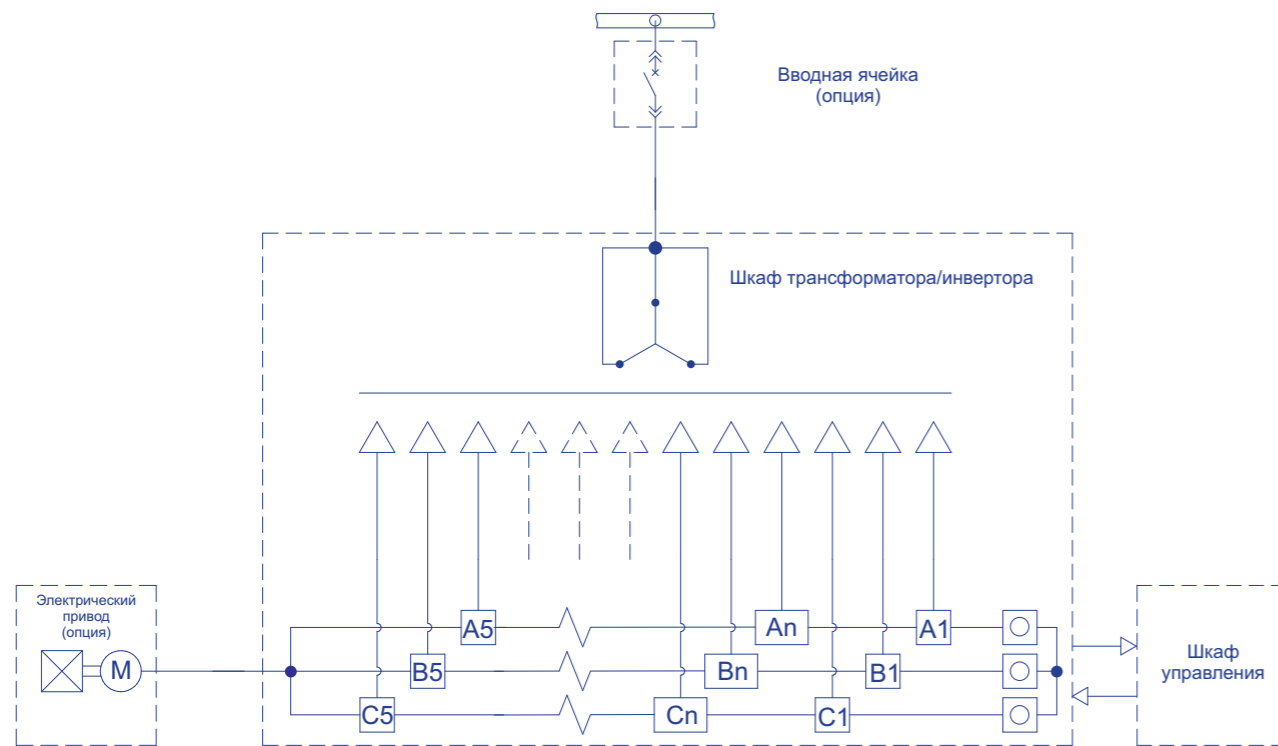 Вводная ячейка
(опция)
Шкаф трансформатора/инвертора
Электрический
привод
(опция)
M
A5
An
A1
B5
Bn
B1
C5
Cn
C1
Шкаф
управления